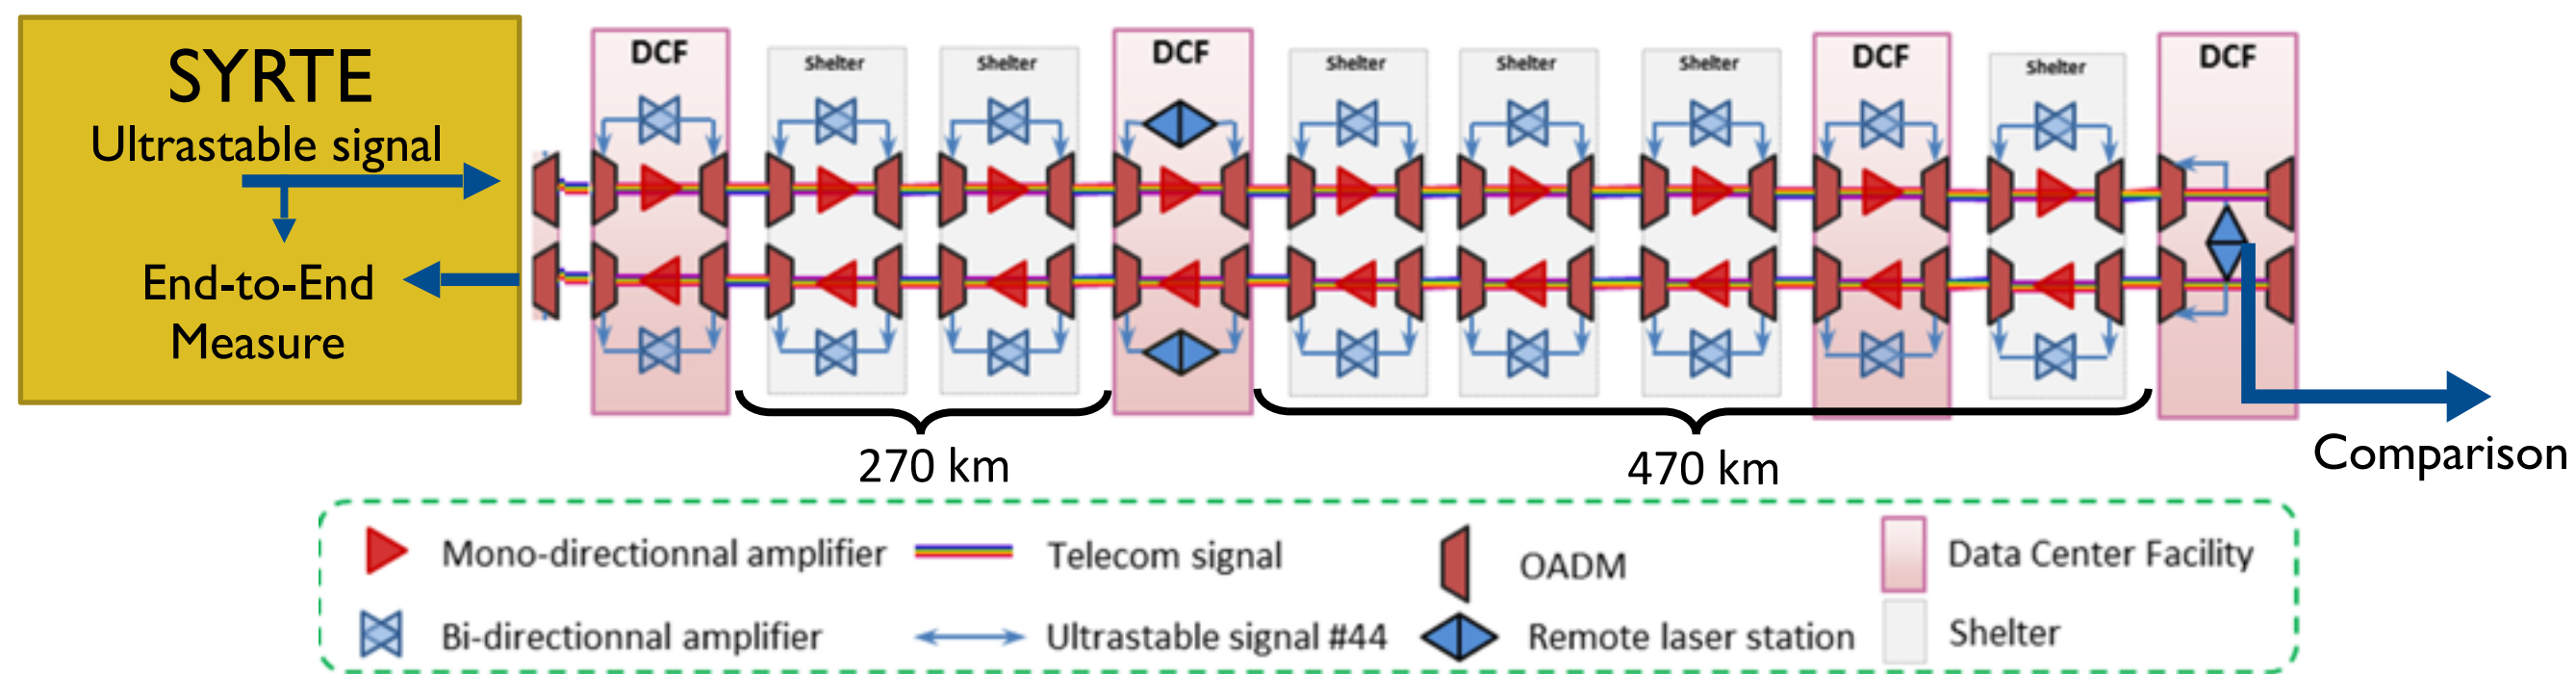 SYRTE
Ultrastable signal
End-to-End
Measure
DCF
Shelter
Shelter
DCF
Shelter
Shelter
Shelter
DCF
Shelter
DCF
270 km
470 km
Comparison
Mono-directionnal amplifier
Telecom signal
OADM
Data Center Facility
Bi-directionnal amplifier
Ultrastable signal #44
Remote laser station
Shelter